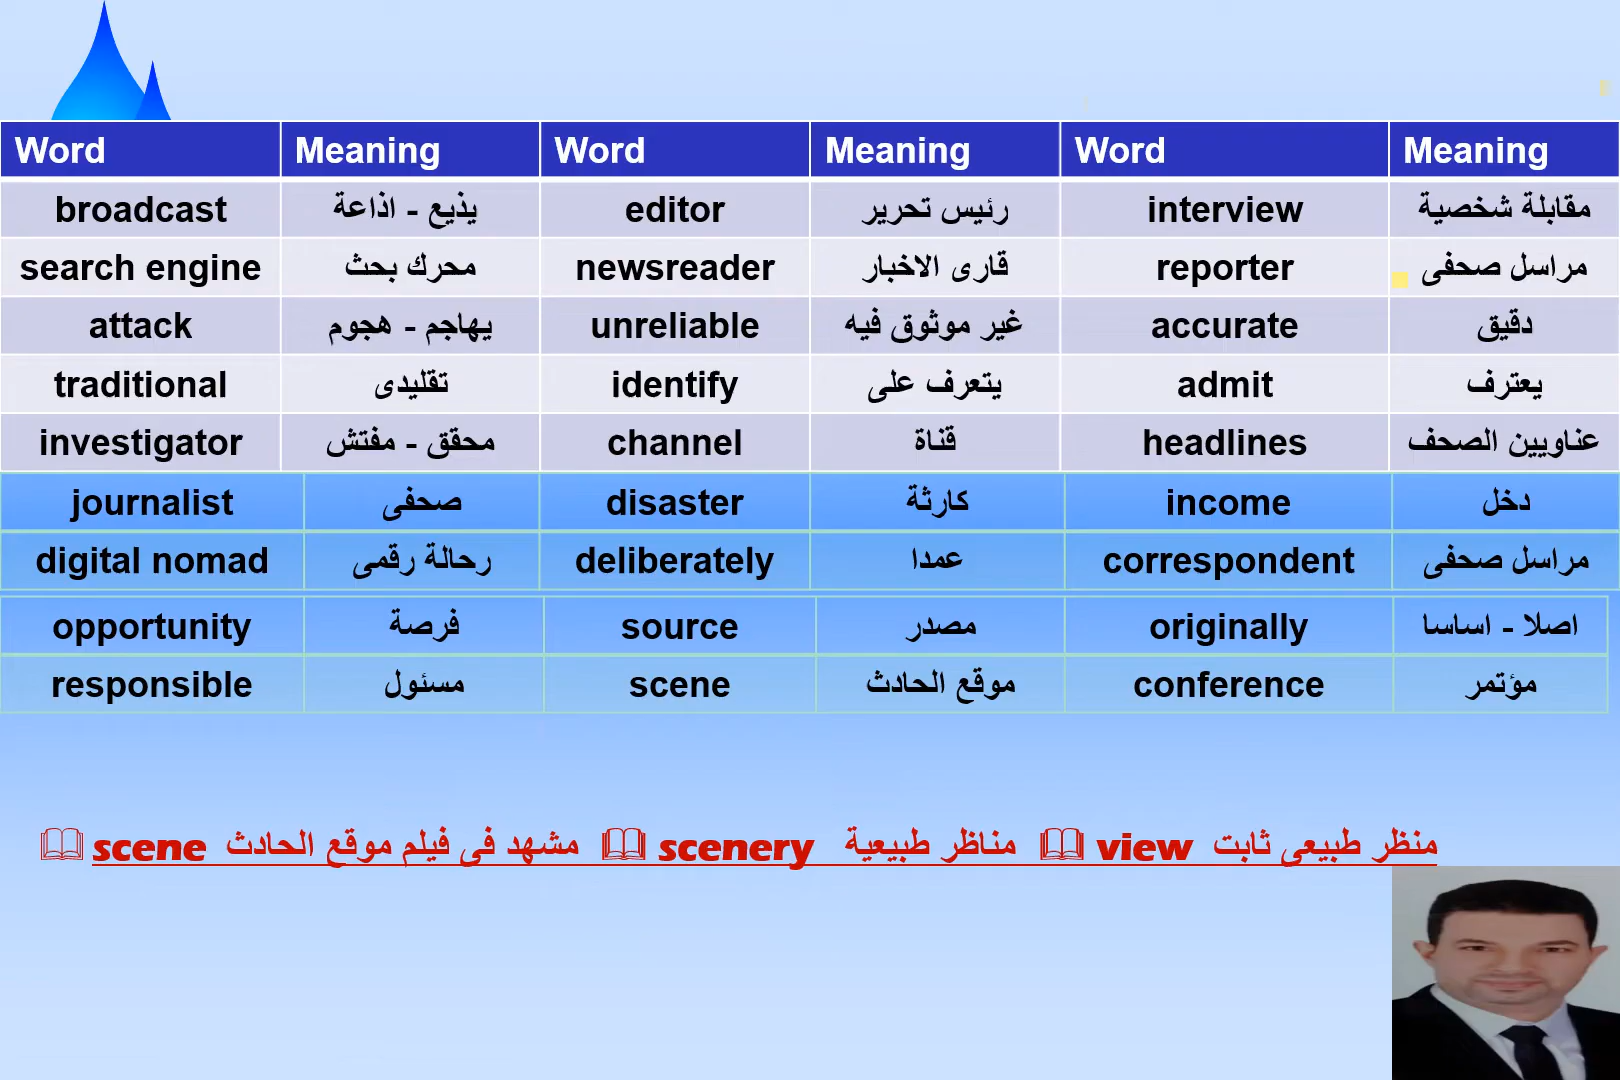 Word Meaning Word Meaning Word Meaning
broadcast يذيع - اذاعة editor رئيس تحرير interview مقابلة شخصية
search engine محرك بحث newsreader قارى الاخبار reporter مراسل صحفى
attack يهاجم - هجوم unreliable غير موثوق فيه accurate دقيق
traditional تقليدى identify يتعرف على admit يعترف
investigator محقق - مفتش channel قناة headlines عناويين الصحف
journalist صحفى disaster كارثة income دخل
digital nomad رحالة رقمى deliberately عمدا correspondent مراسل صحفى
opportunity فرصة source مصدر originally اصلا - اساسا
responsible مسئول scene موقع الحادث conference مؤتمر
scene مشهد فى فيلم موقع الحادث scenery مناظر طبيعية view منظر طبيعى ثابت